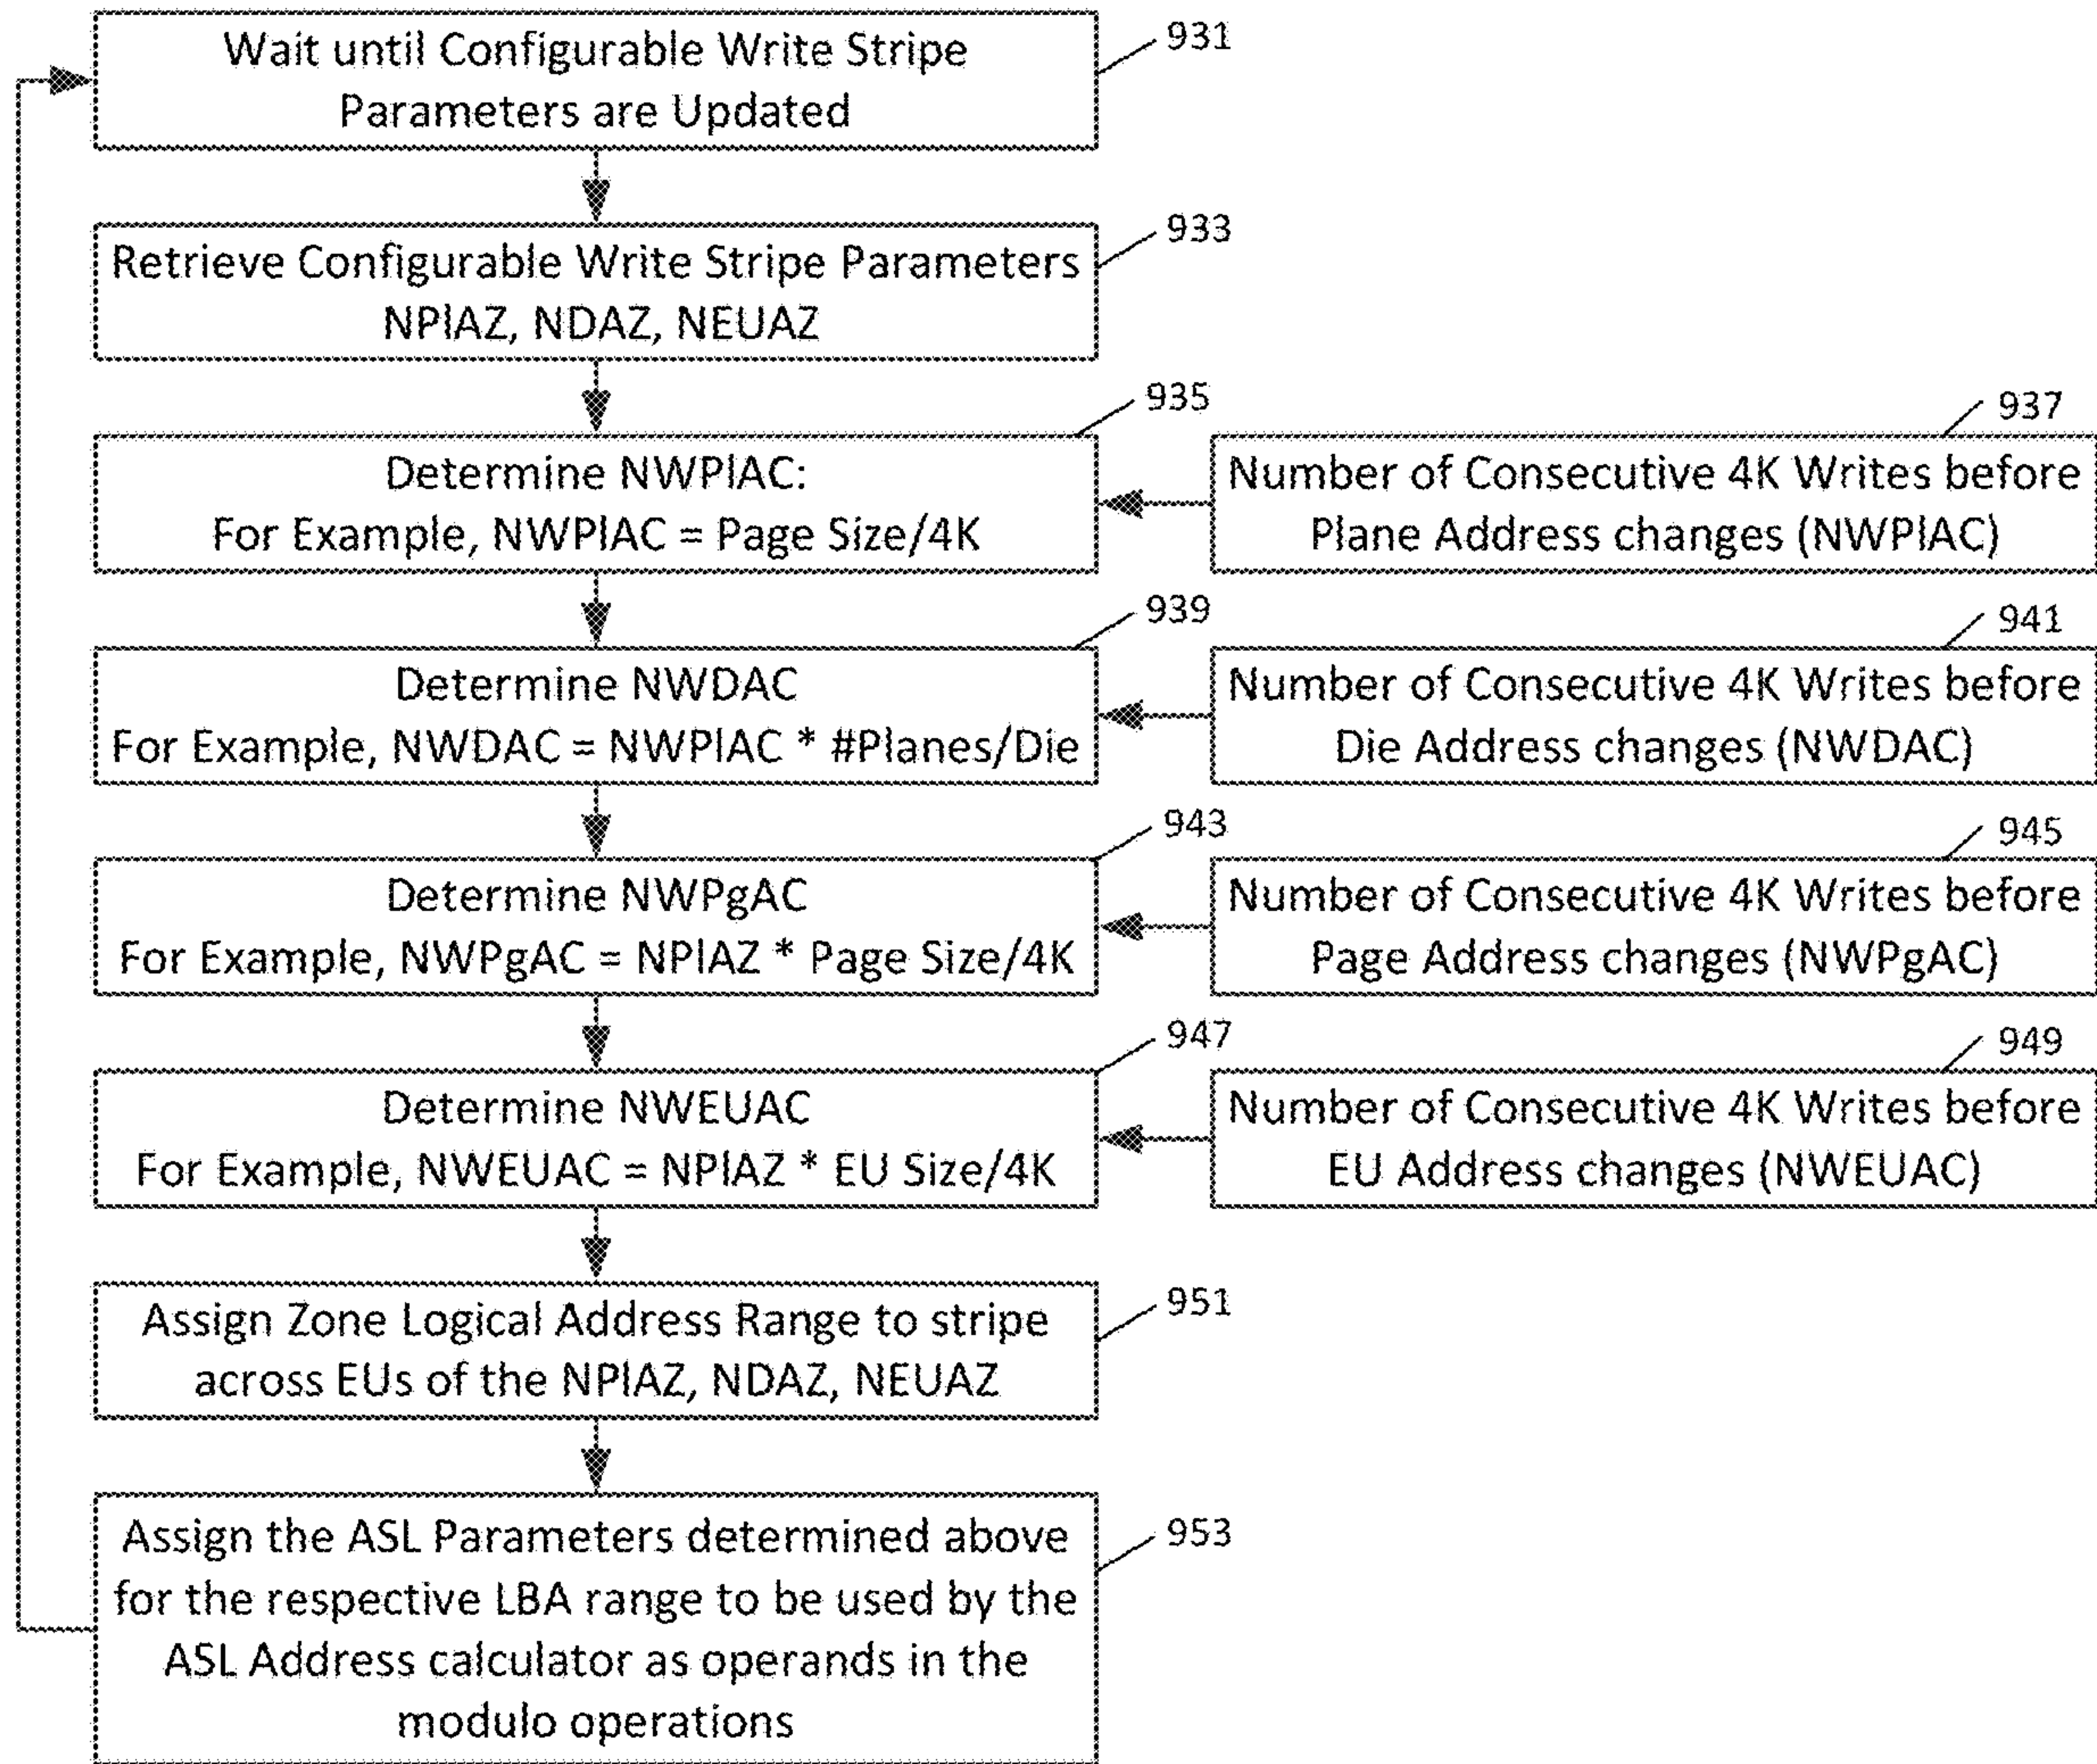 Wait until Configurable Write Stripe
Parameters are Updated
931
Retrieve Configurable Write Stripe Parameters
NPlAZ, NDAZ, NEUAZ
933
Determine NWPlAC:
For Example, NWPlAC = Page Size/4K
935
Number of Consecutive 4K Writes before
Plane Address changes (NWPlAC)
937
Determine NWDAC
For Example, NWDAC = NWPlAC * #Planes/Die
939
Number of Consecutive 4K Writes before
Die Address changes (NWDAC)
941
Determine NWPgAC
For Example, NWPgAC = NPlAZ * Page Size/4K
943
Number of Consecutive 4K Writes before
Page Address changes (NWPgAC)
945
Determine NWEUAC
For Example, NWEUAC = NPlAZ * EU Size/4K
947
Number of Consecutive 4K Writes before
EU Address changes (NWEUAC)
949
Assign Zone Logical Address Range to stripe
across EUs of the NPlAZ, NDAZ, NEUAZ
951
Assign the ASL Parameters determined above
for the respective LBA range to be used by the
ASL Address calculator as operands in the
modulo operations
953